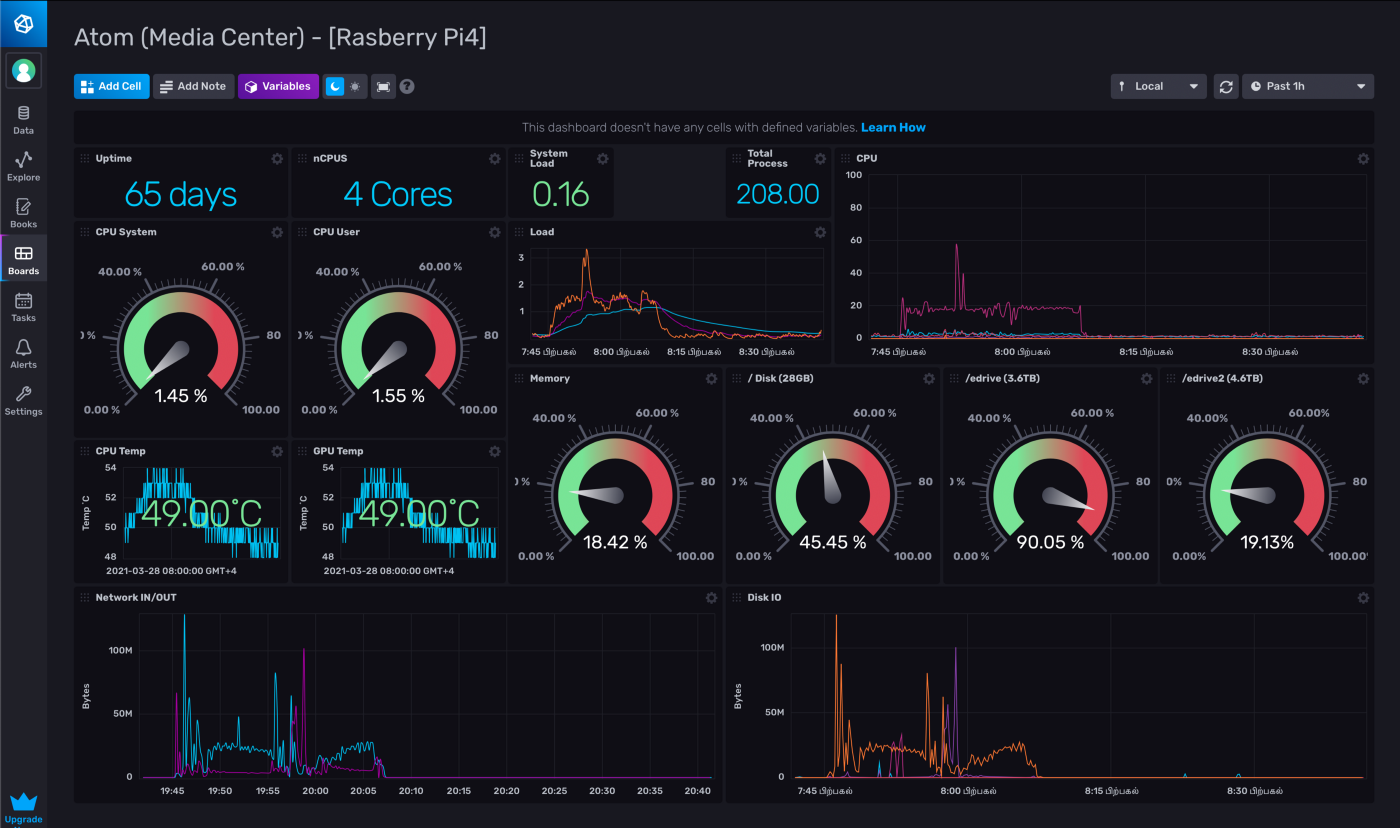 Atom (Media Center) - [Rasberry Pi4]
Add Cell
Add Note
Variables
?
Local
Past 1h
Data
Explore
Books
Boards
Tasks
Alerts
Settings
Upgrade
This dashboard doesn't have any cells with defined variables. Learn How
Uptime
65 days
nCPUS
4 Cores
System
Load
0.16
Total
Process
208.00
CPU
100
80
60
40
20
0
7:45 பிற்பகல்
8:00 பிற்பகல்
8:15 பிற்பகல்
8:30 பிற்பகல்
CPU System
40.00 %
60.00 %
%
80
0.00 %
100.00
1.45 %
CPU User
40.00 %
60.00 %
%
80
0.00 %
100.00
1.55 %
Load
3
2
1
7:45 பிற்பகல்
8:00 பிற்பகல்
8:15 பிற்பகல்
8:30 பிற்பகல்
Memory
40.00 %
60.00 %
%
80
0.00 %
100.00
18.42 %
/ Disk (28GB)
40.00 %
60.00 %
%
80
0.00 %
100.00
45.45 %
/edrive (3.6TB)
40.00 %
60.00 %
%
80
0.00 %
100.00
90.05 %
/edrive2 (4.6TB)
40.00%
60.00%
0%
80
0.00%
100.00
19.13%
CPU Temp
54
52
50
48
Temp °C
49.00°C
2021-03-28 08:00:00 GMT+4
GPU Temp
54
52
50
48
Temp °C
49.00°C
2021-03-28 08:00:00 GMT+4
Network IN/OUT
100M
50M
0
Bytes
19:45
19:50
19:55
20:00
20:05
20:10
20:15
20:20
20:25
20:30
20:35
20:40
Disk IO
100M
50M
0
Bytes
7:45 பிற்பகல்
8:00 பிற்பகல்
8:15 பிற்பகல்
8:30 பிற்பகல்